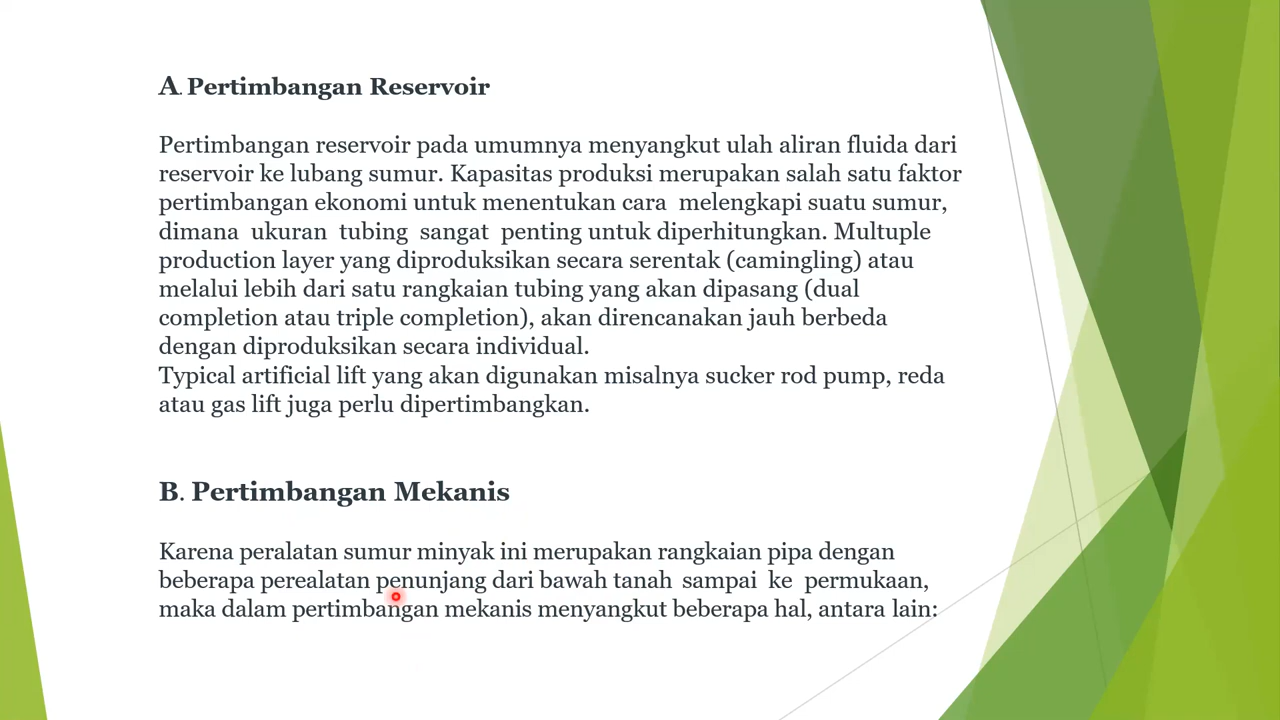 A. Pertimbangan Reservoir
Pertimbangan reservoir pada umumnya menyangkut ulah aliran fluida dari
reservoir ke lubang sumur. Kapasitas produksi merupakan salah satu faktor
pertimbangan ekonomi untuk menentukan cara melengkapi suatu sumur,
dimana ukuran tubing sangat penting untuk diperhitungkan. Multuple
production layer yang diproduksikan secara serentak (camingling) atau
melalui lebih dari satu rangkaian tubing yang akan dipasang (dual
completion atau triple completion), akan direncanakan jauh berbeda
dengan diproduksikan secara individual.
Typical artificial lift yang akan digunakan misalnya sucker rod pump, reda
atau gas lift juga perlu dipertimbangkan.
B. Pertimbangan Mekanis
Karena peralatan sumur minyak ini merupakan rangkaian pipa dengan
beberapa perealatan penunjang dari bawah tanah sampai ke permukaan,
maka dalam pertimbangan mekanis menyangkut beberapa hal, antara lain: